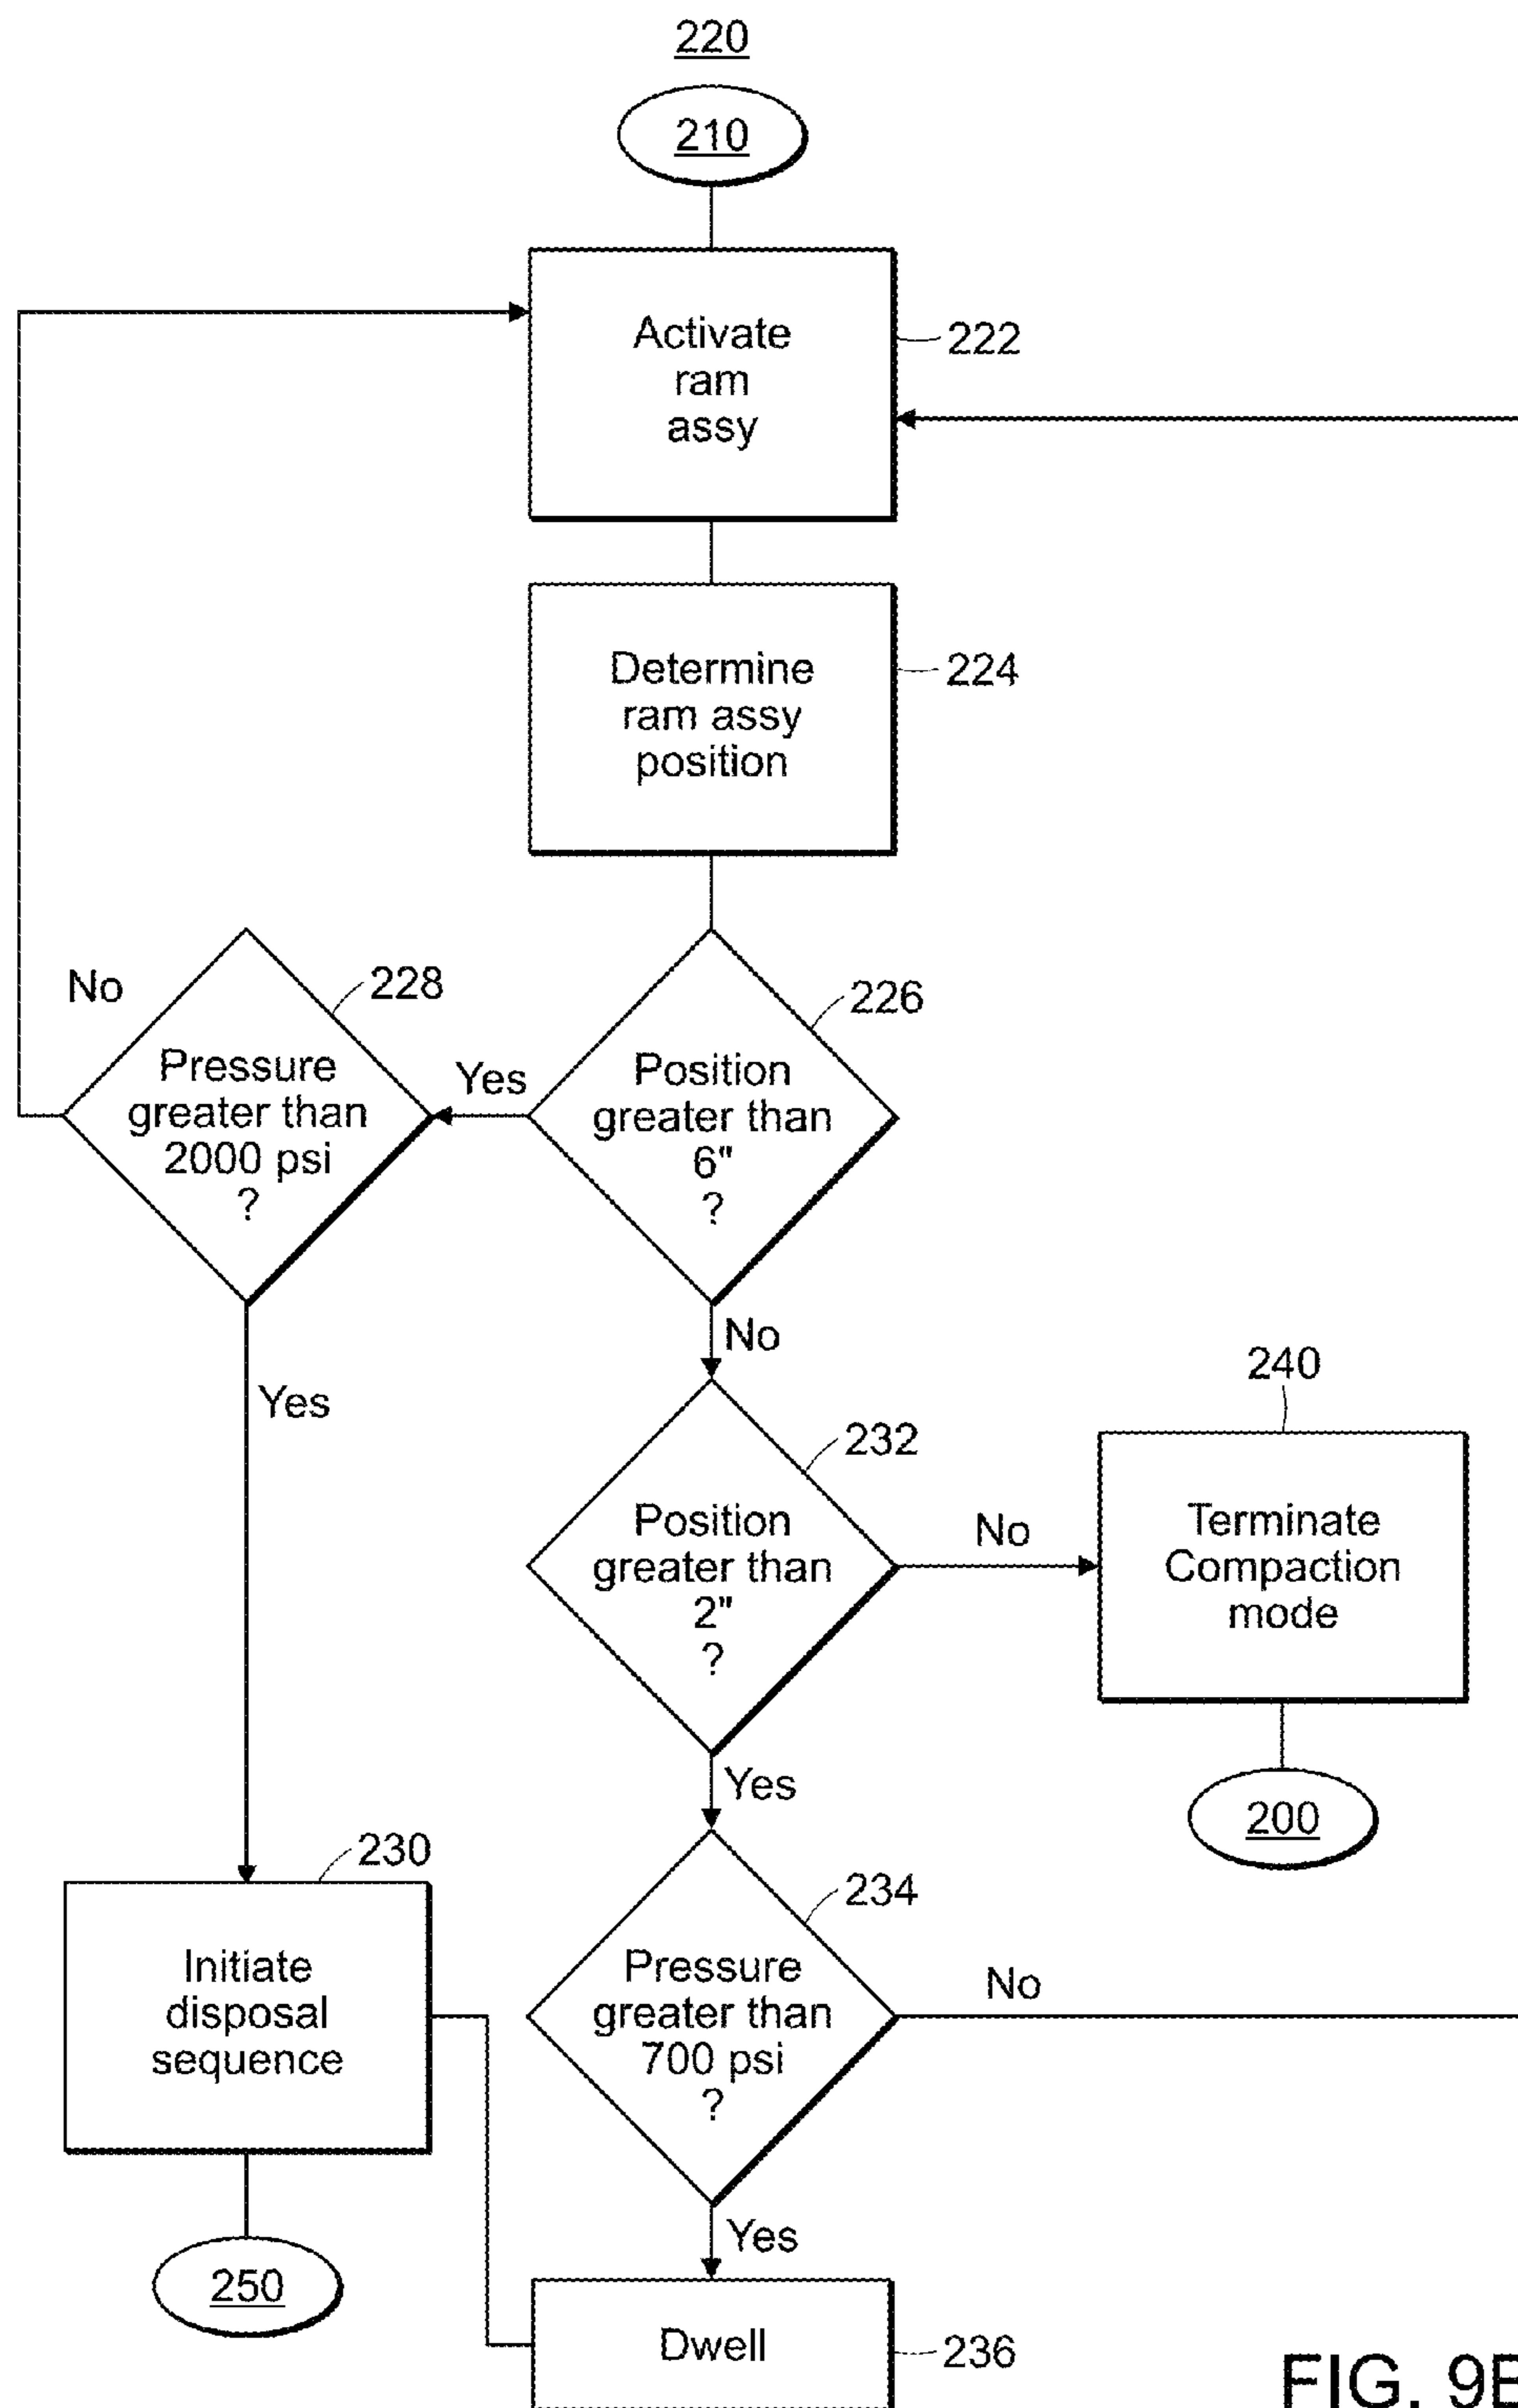 220
210
Activate
ram
assy
222
Determine
ram assy
position
224
No
228
Pressure
greater than
2000 psi
?
Yes
226
Position
greater than
6"
?
No
Yes
232
Position
greater than
2"
?
No
240
Terminate
Compaction
mode
200
Yes
230
Initiate
disposal
sequence
250
234
Pressure
greater than
700 psi
?
No
Yes
Dwell
236
FIG. 9B